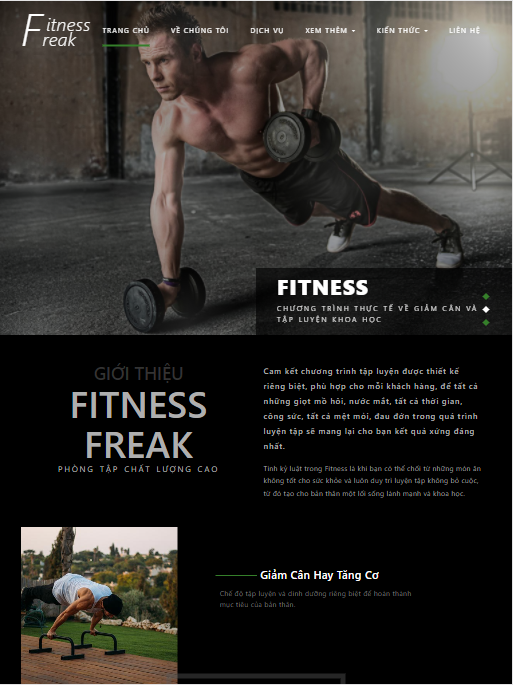 Fitness
Freak
TRANG CHỦ
VỀ CHÚNG TÔI
DỊCH VỤ
XEM THÊM
KIẾN THỨC
LIÊN HỆ
FITNESS
CHƯƠNG TRÌNH THỰC TẾ VỀ GIẢM CÂN VÀ
TẬP LUYỆN KHOA HỌC
GIỚI THIỆU
FITNESS
FREAK
PHÒNG TẬP CHẤT LƯỢNG CAO
Cam kết chương trình tập luyện được thiết kế
riêng biệt, phù hợp cho mỗi khách hàng, để tất cả
những giọt mồ hôi, nước mắt, tất cả thời gian,
công sức, tất cả mệt mỏi, đau đớn trong quá trình
luyện tập sẽ mang lại cho bạn kết quả xứng đáng
nhất.
Tính kỷ luật trong Fitness là khi bạn có thể chối từ những món ăn
không tốt cho sức khỏe và luôn duy trì luyện tập không bỏ cuộc,
từ đó tạo cho bản thân một lối sống lành mạnh và khoa học.
Giảm Cân Hay Tăng Cơ
Chế độ tập luyện và dinh dưỡng riêng biệt để hoàn thành
mục tiêu của bản thân.